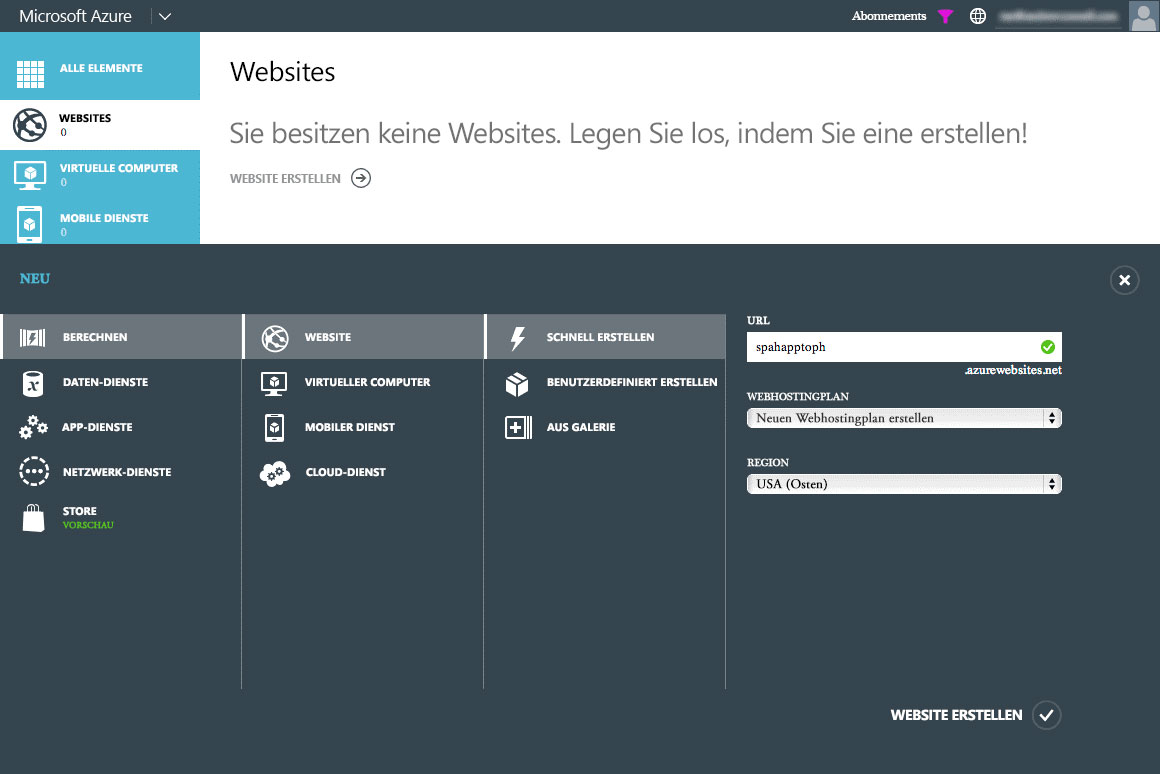 Microsoft Azure
Abonnements
ALLE ELEMENTE
WEBSITES
0
VIRTUELLE COMPUTER
0
MOBILE DIENSTE
0
Websites
Sie besitzen keine Websites. Legen Sie los, indem Sie eine erstellen!
WEBSITE ERSTELLEN
NEU
BERECHNEN
DATEN-DIENSTE
APP-DIENSTE
NETZWERK-DIENSTE
STORE
VORSCHAU
WEBSITE
VIRTUELLER COMPUTER
MOBILER DIENST
CLOUD-DIENST
SCHNELL ERSTELLEN
BENUTZERDEFINIERT ERSTELLEN
AUS GALERIE
URL
spahapptoph
.azurewebsites.net
WEBHOSTINGPLAN
Neuen Webhostingplan erstellen
REGION
USA (Osten)
WEBSITE ERSTELLEN